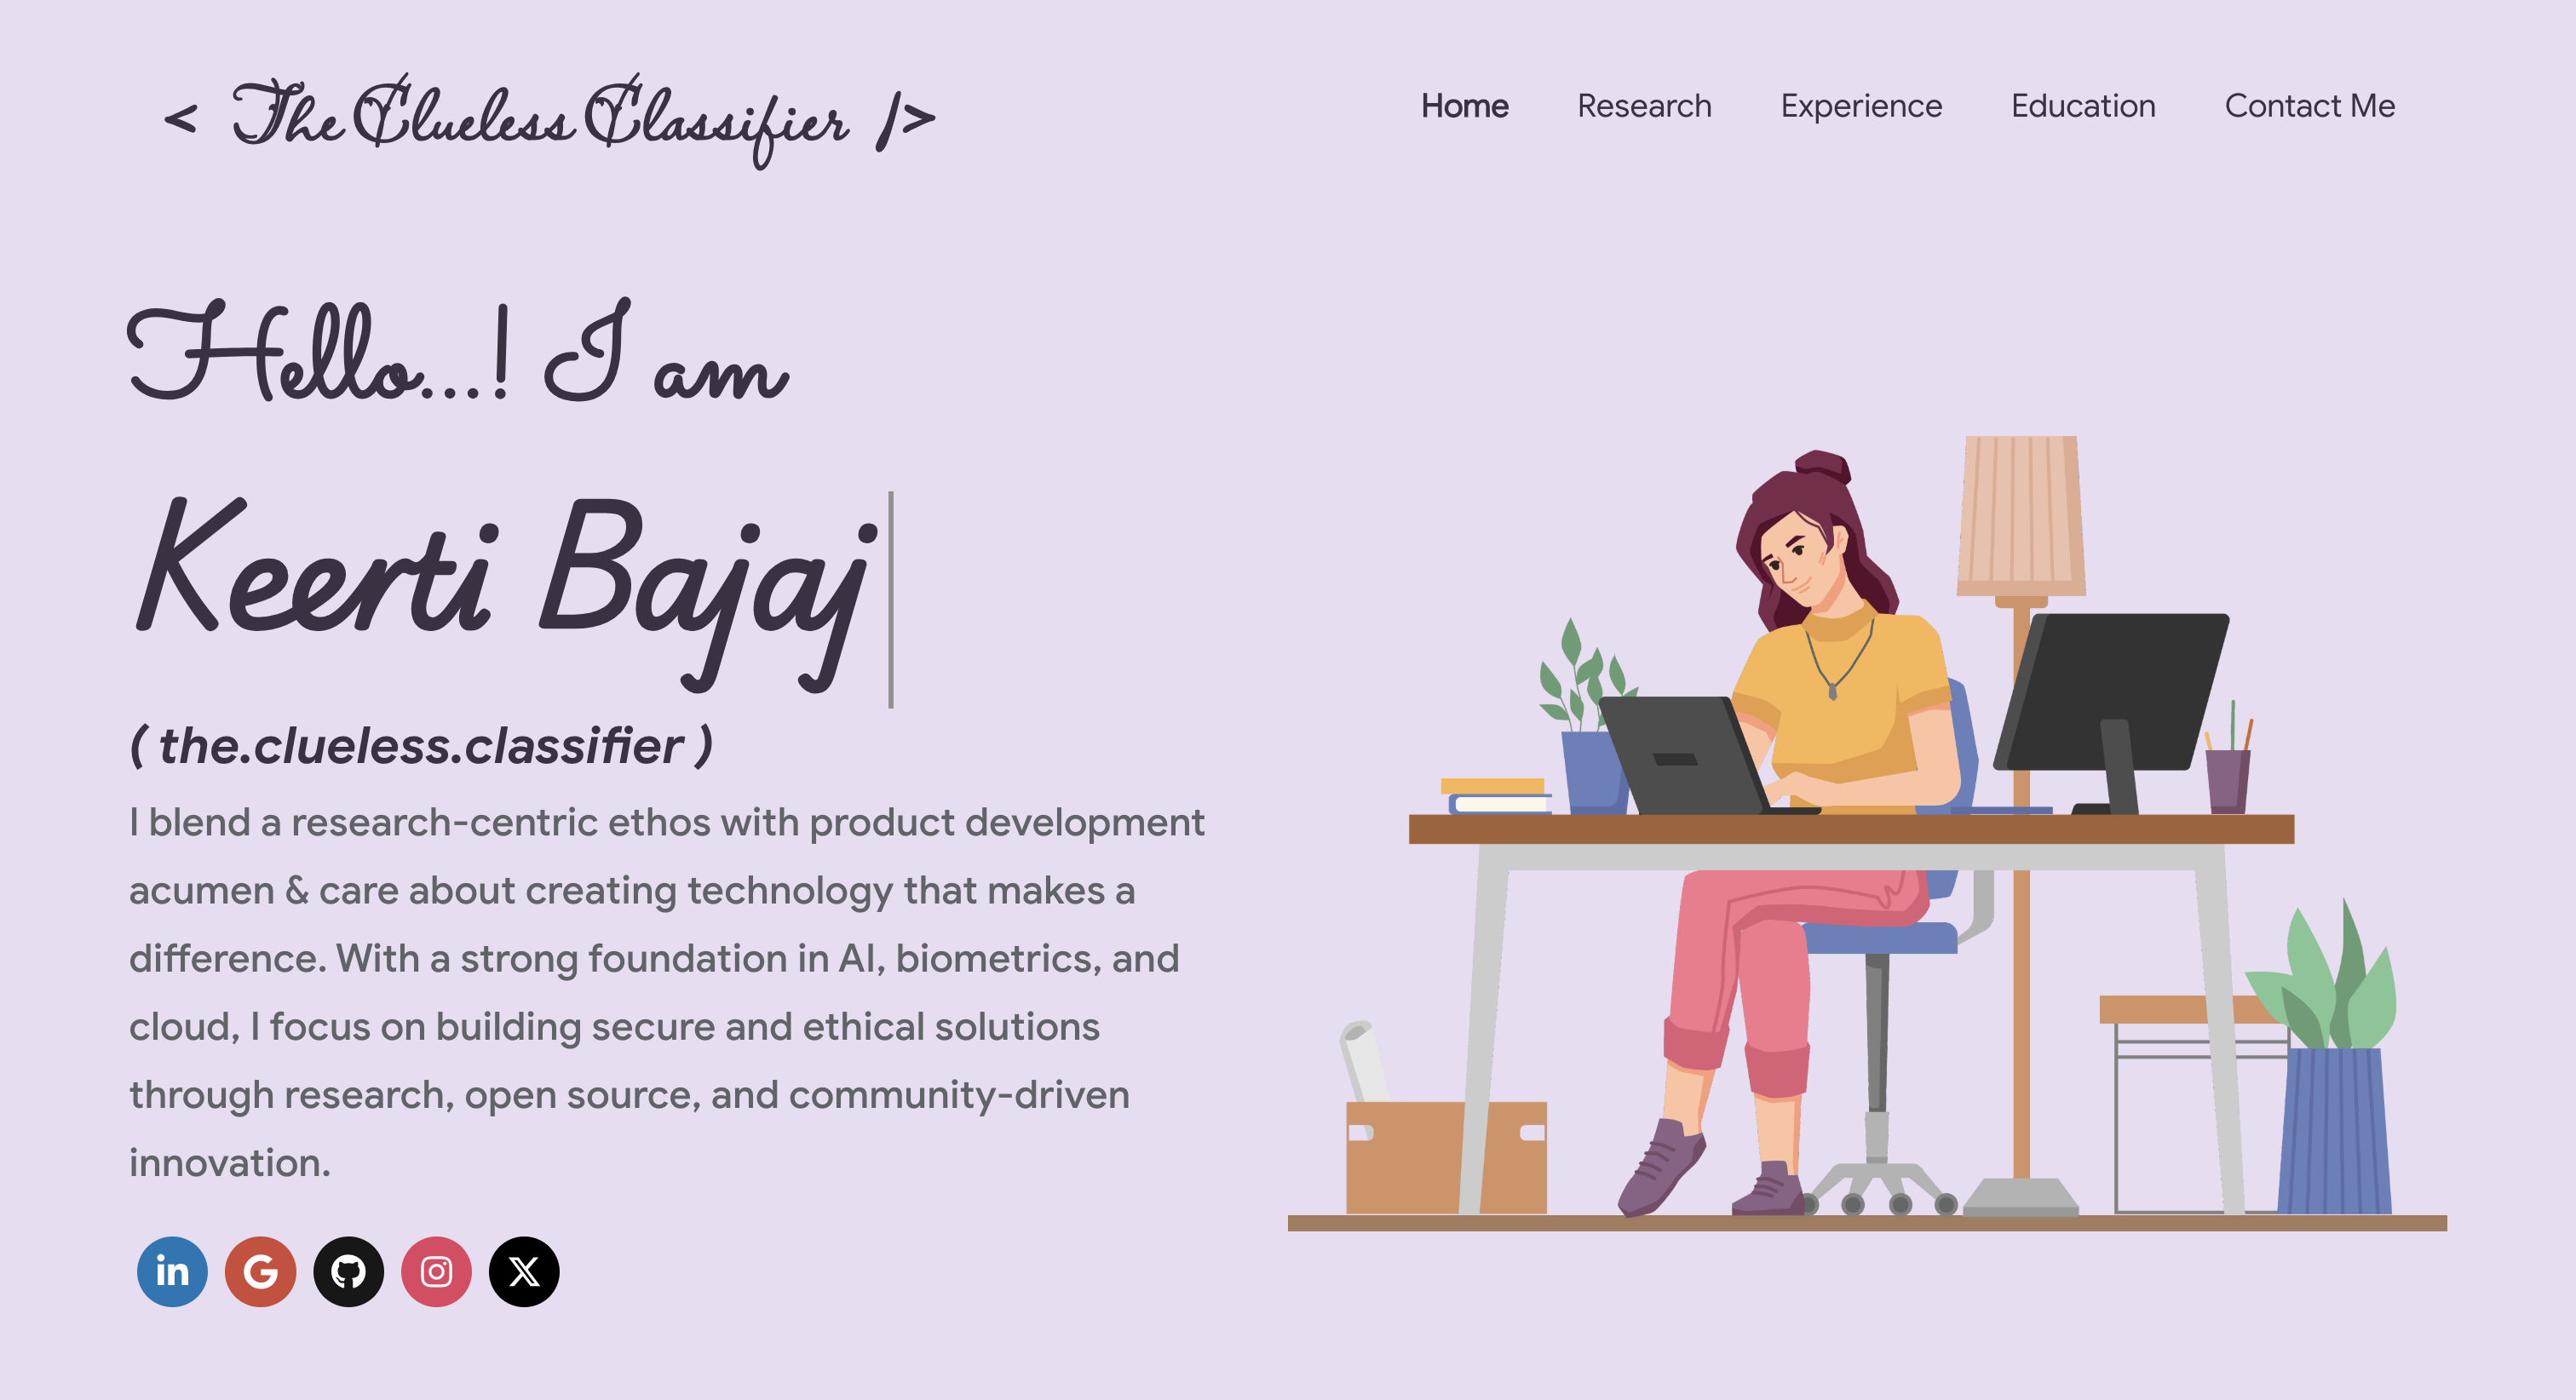 < The Clueless Classifier />
Home Research Experience Education Contact Me
Hello...! I am
Keerti Bajaj
( the.clueless.classifier )
I blend a research-centric ethos with product development
acumen & care about creating technology that makes a
difference. With a strong foundation in AI, biometrics, and
cloud, I focus on building secure and ethical solutions
through research, open source, and community-driven
innovation.